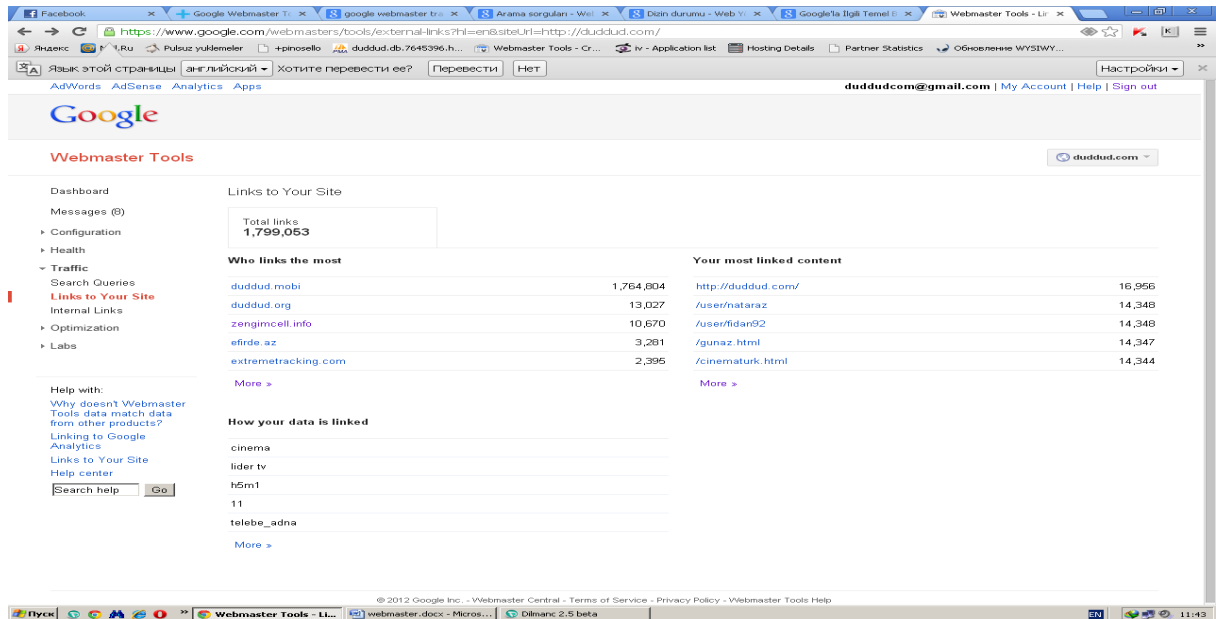 Facebook
Google Webmaster T
google webmaster tra
Arama sorguları - Wel
Dizin durumu - Web Y
Google'la İlgili Temel B
Webmaster Tools - Lin
https://www.google.com/webmasters/tools/external-links?hl=en&siteUrl=http://duddud.com/
Яндекс
Pulsuz yuklemeler
+pinosello
duddud.db.7645396.h...
Webmaster Tools - Cr...
iv - Application list
Hosting Details
Partner Statistics
Обновление WYSIWY...
Язык этой страницы английский Хотите перевести ее? Перевести Нет Настройки
AdWords AdSense Analytics Apps
duddudcom@gmail.com | My Account | Help | Sign out
Google
Webmaster Tools
duddud.com
Dashboard
Messages (8)
Configuration
Health
Traffic
Search Queries
Links to Your Site
Internal Links
Optimization
Labs
Help with:
Why doesn't Webmaster
Tools data match data
from other products?
Linking to Google
Analytics
Links to Your Site
Help center
Search help Go
Links to Your Site
Total links
1,799,053
Who links the most
duddud.mobi 1,764,804
duddud.org 13,027
zengimcell.info 10,670
efirde.az 3,281
extremetracking.com 2,395
More »
Your most linked content
http://duddud.com/ 16,956
/user/nataraz 14,348
/user/fidan92 14,348
/gunaz.html 14,347
/cinematurk.html 14,344
More »
How your data is linked
cinema
lider tv
h5m1
11
telebe_adna
More »
© 2012 Google Inc. - Webmaster Central - Terms of Service - Privacy Policy - Webmaster Tools Help
Пуск
Webmaster Tools - Li...
webmaster.docx - Micros...
Dilmanc 2.5 beta
EN
11:43